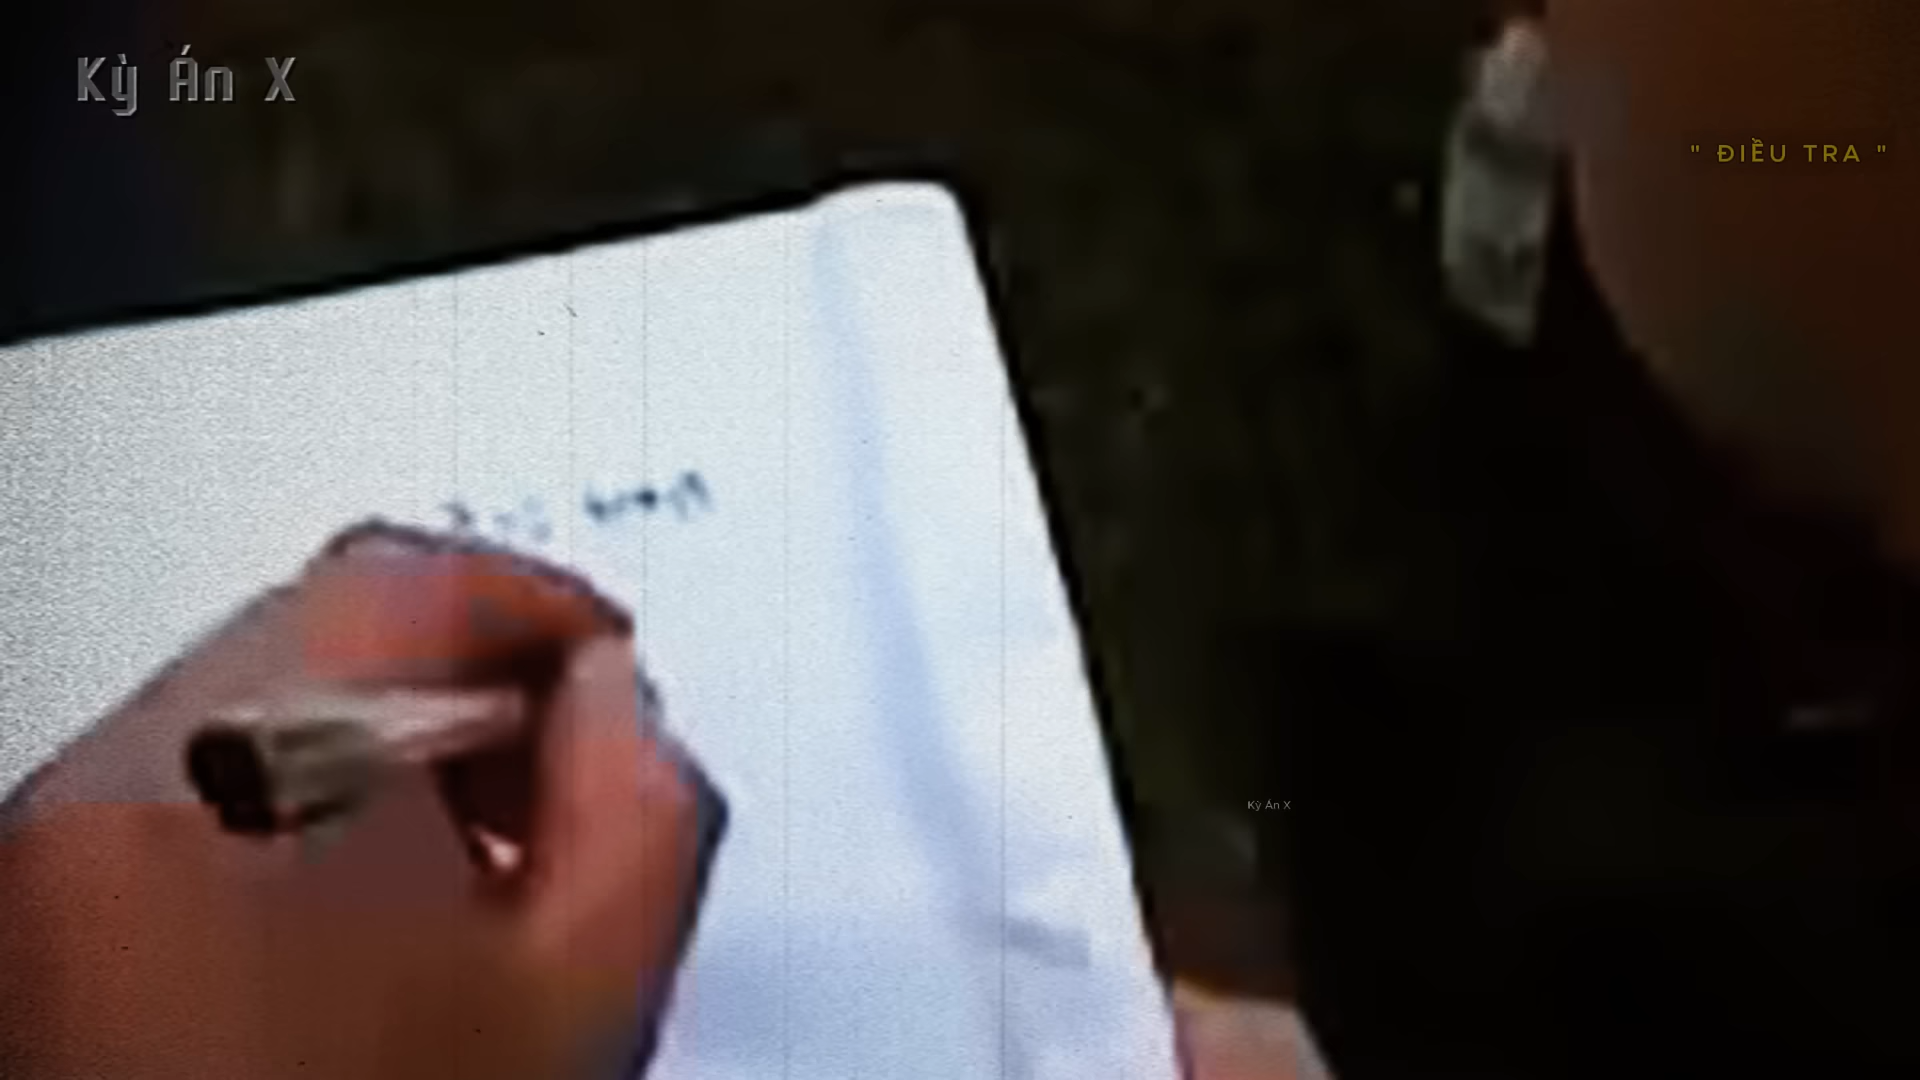 Kỳ Án X
" ĐIỀU TRA "
Kỳ Án X